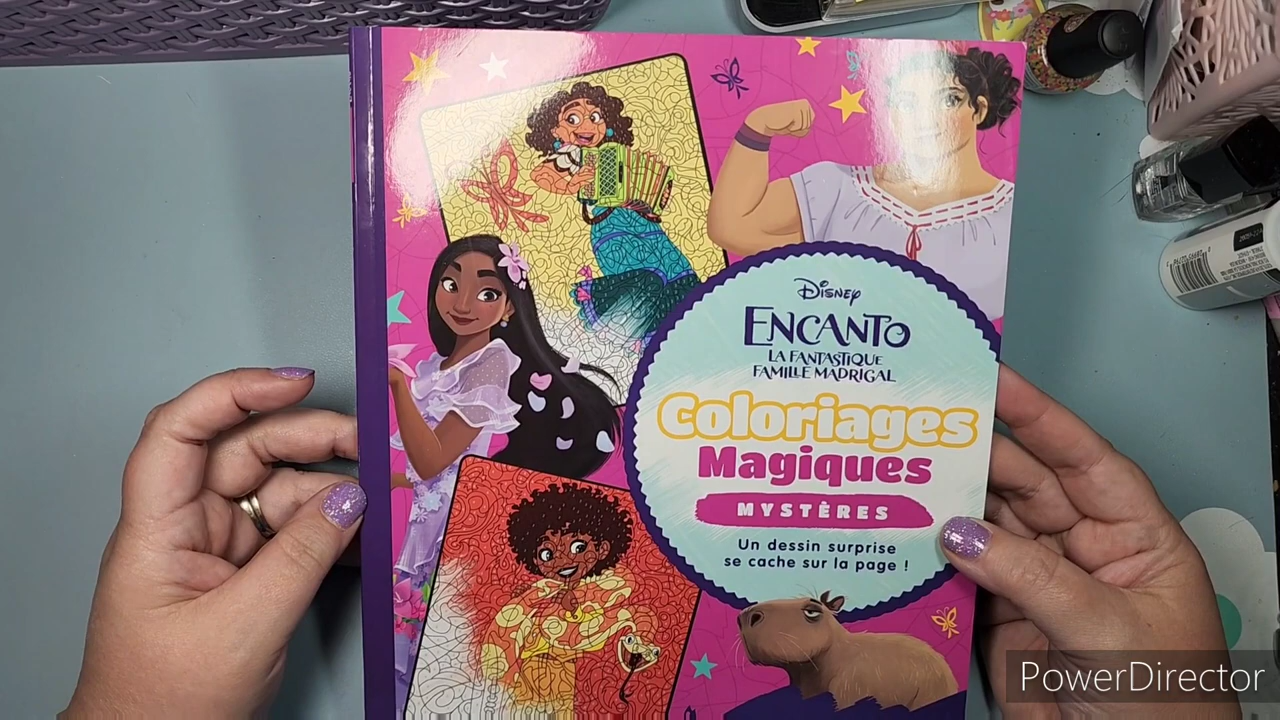 Disney
ENCANTO
LA FANTASTIQUE
FAMILLE MADRIGAL
Coloriages
Magiques
MYSTÈRES
Un dessin surprise
se cache sur la page !
PowerDirector